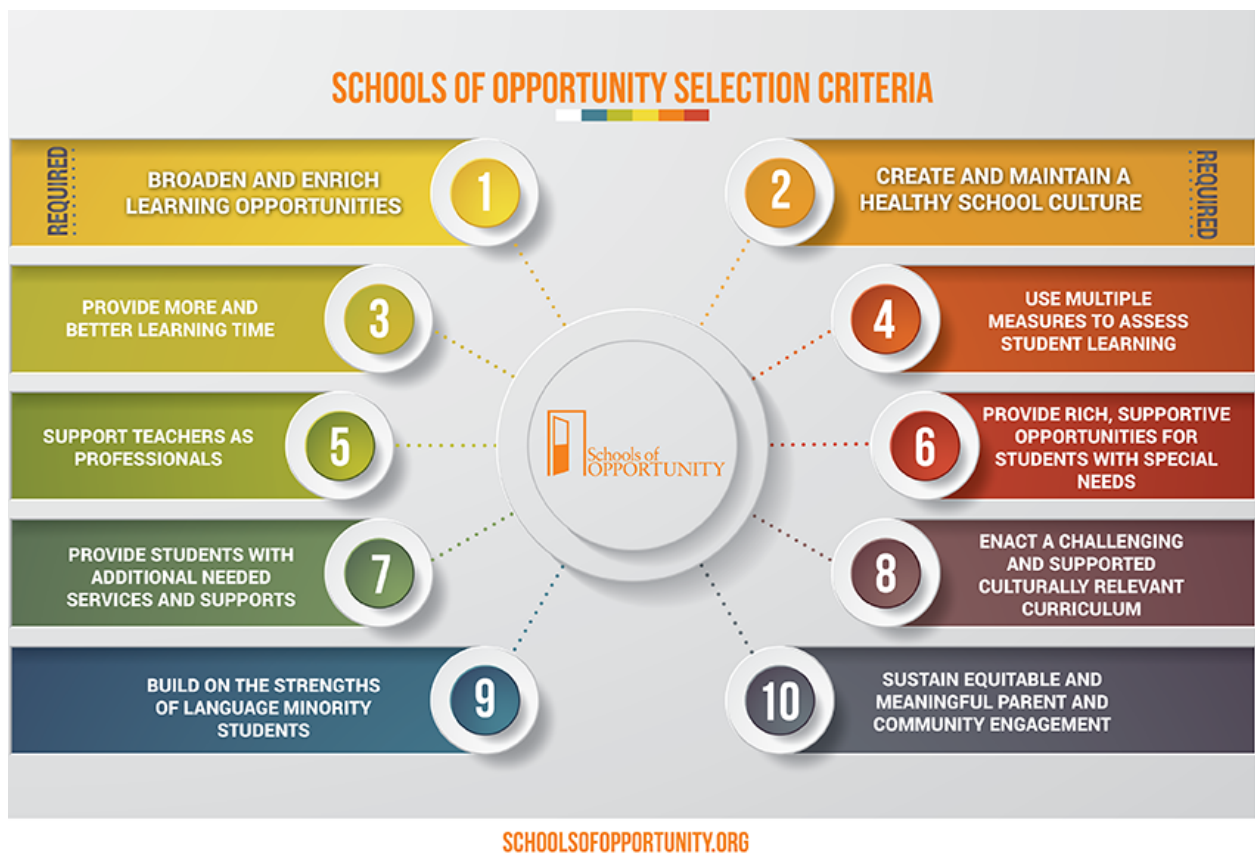 SCHOOLS OF OPPORTUNITY SELECTION CRITERIA
REQUIRED
BROADEN AND ENRICH
LEARNING OPPORTUNITIES
1
2
CREATE AND MAINTAIN A
HEALTHY SCHOOL CULTURE
REQUIRED
PROVIDE MORE AND
BETTER LEARNING TIME
3
4
USE MULTIPLE
MEASURES TO ASSESS
STUDENT LEARNING
SUPPORT TEACHERS AS
PROFESSIONALS
5
Schools of
OPPORTUNITY
6
PROVIDE RICH, SUPPORTIVE
OPPORTUNITIES FOR
STUDENTS WITH SPECIAL
NEEDS
PROVIDE STUDENTS WITH
ADDITIONAL NEEDED
SERVICES AND SUPPORTS
7
8
ENACT A CHALLENGING
AND SUPPORTED
CULTURALLY RELEVANT
CURRICULUM
BUILD ON THE STRENGTHS
OF LANGUAGE MINORITY
STUDENTS
9
10
SUSTAIN EQUITABLE AND
MEANINGFUL PARENT AND
COMMUNITY ENGAGEMENT
SCHOOLSOFOPPORTUNITY.ORG